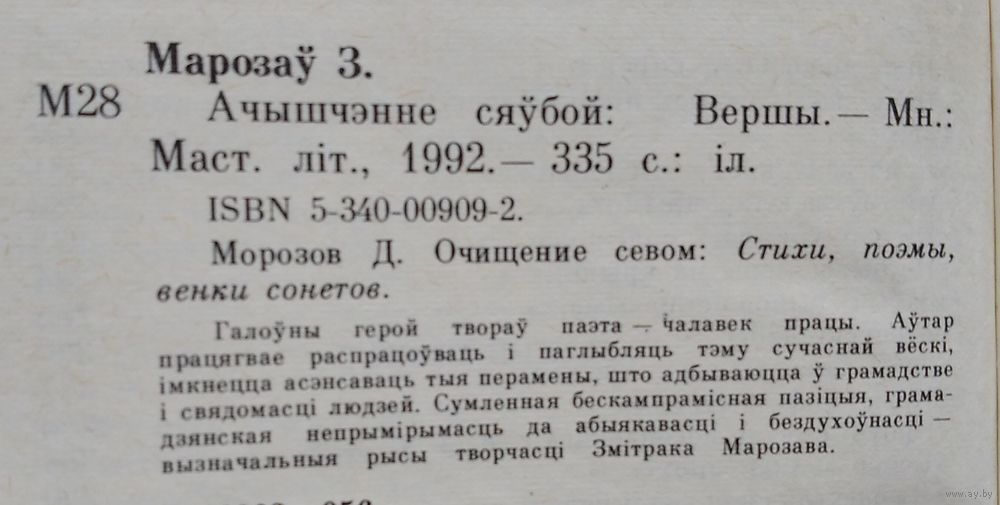 Марозаў З.
М28
Ачышчэнне сяўбой: Вершы.— Мн.:
Маст. літ., 1992.— 335 с.: іл.
ISBN 5-340-00909-2.
Морозов Д. Очищение севом: Стихи, поэмы,
венки сонетов.
Галоўны герой твораў паэта — чалавек працы. Аўтар
працягвае распрацоўваць і паглыбляць тэму сучаснай вёскі,
імкнецца асэнсаваць тыя перамены, што адбываюцца ў грамадстве
і свядомасці людзей. Сумленная бескампрамісная пазіцыя, грама-
дзянская непрымірымасць да абыякавасці і бездухоўнасці —
вызначальныя рысы творчасці Змітрака Марозава.
www.ay.by